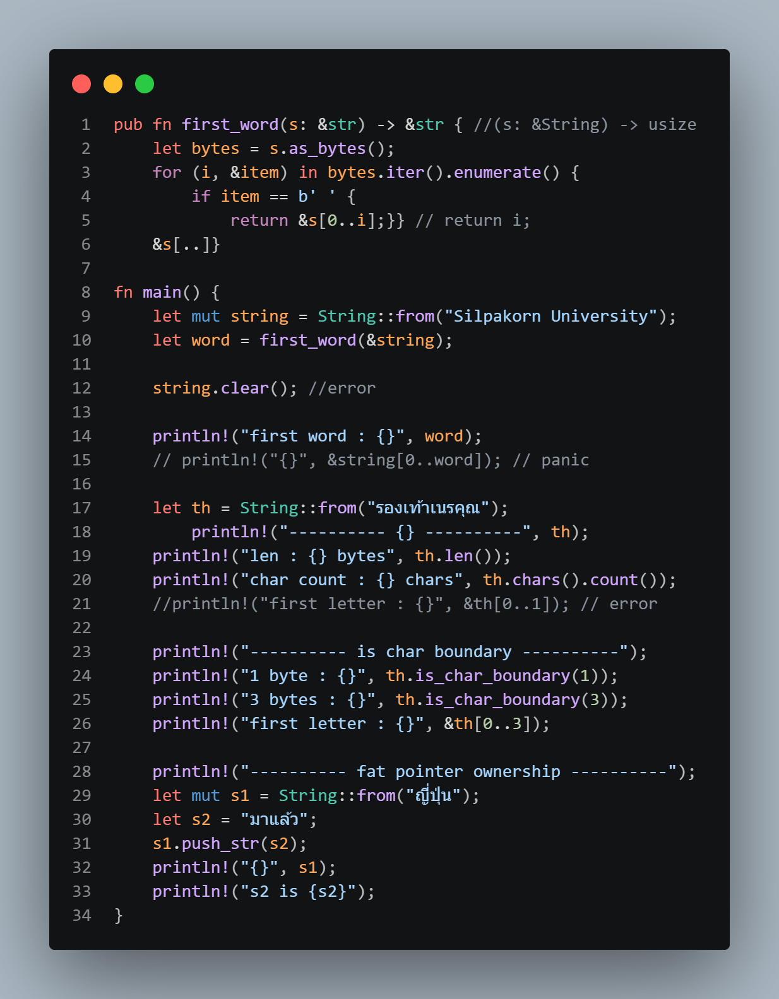 1 pub fn first_word(s: &str) -> &str { //(s: &String) -> usize
2     let bytes = s.as_bytes();
3     for (i, &item) in bytes.iter().enumerate() {
4         if item == b' ' {
5             return &s[0..i];}} // return i;
6     &s[..]}
7
8 fn main() {
9     let mut string = String::from("Silpakorn University");
10     let word = first_word(&string);
11
12     string.clear(); //error
13
14     println!("first word : {}", word);
15     // println!("{}", &string[0..word]); // panic
16
17     let th = String::from("รองเท้าเนรคุณ");
18         println!("---------- {} ----------", th);
19     println!("len : {} bytes", th.len());
20     println!("char count : {} chars", th.chars().count());
21     //println!("first letter : {}", &th[0..1]); // error
22
23     println!("---------- is char boundary ----------");
24     println!("1 byte : {}", th.is_char_boundary(1));
25     println!("3 bytes : {}", th.is_char_boundary(3));
26     println!("first letter : {}", &th[0..3]);
27
28     println!("---------- fat pointer ownership ----------");
29     let mut s1 = String::from("ญี่ปุ่น");
30     let s2 = "มาแล้ว";
31     s1.push_str(s2);
32     println!("{}", s1);
33     println!("s2 is {s2}");
34 }